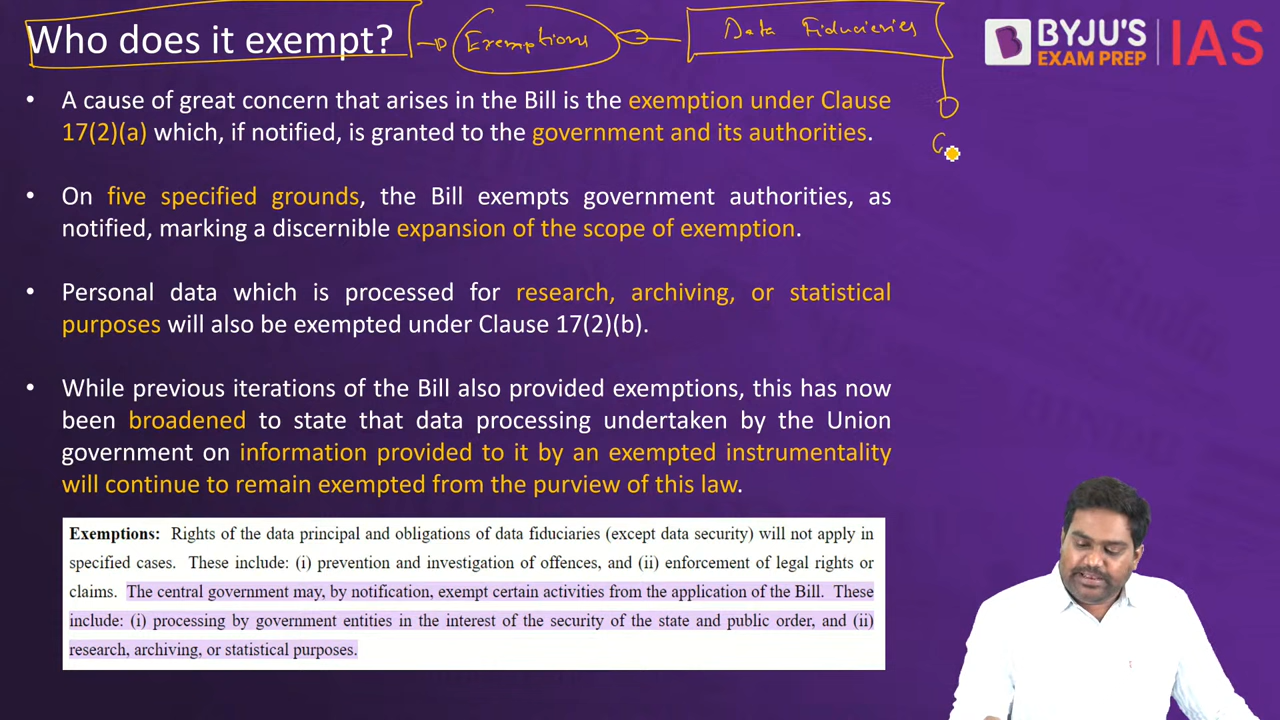 Who does it exempt?
Exemptions
Data Fiduciaries
BYJU'S
EXAM PREP
IAS
• A cause of great concern that arises in the Bill is the exemption under Clause
17(2)(a) which, if notified, is granted to the government and its authorities.
• On five specified grounds, the Bill exempts government authorities, as
notified, marking a discernible expansion of the scope of exemption.
• Personal data which is processed for research, archiving, or statistical
purposes will also be exempted under Clause 17(2)(b).
• While previous iterations of the Bill also provided exemptions, this has now
been broadened to state that data processing undertaken by the Union
government on information provided to it by an exempted instrumentality
will continue to remain exempted from the purview of this law.
Exemptions: Rights of the data principal and obligations of data fiduciaries (except data security) will not apply in
specified cases. These include: (i) prevention and investigation of offences, and (ii) enforcement of legal rights or
claims. The central government may, by notification, exempt certain activities from the application of the Bill. These
include: (i) processing by government entities in the interest of the security of the state and public order, and (ii)
research, archiving, or statistical purposes.